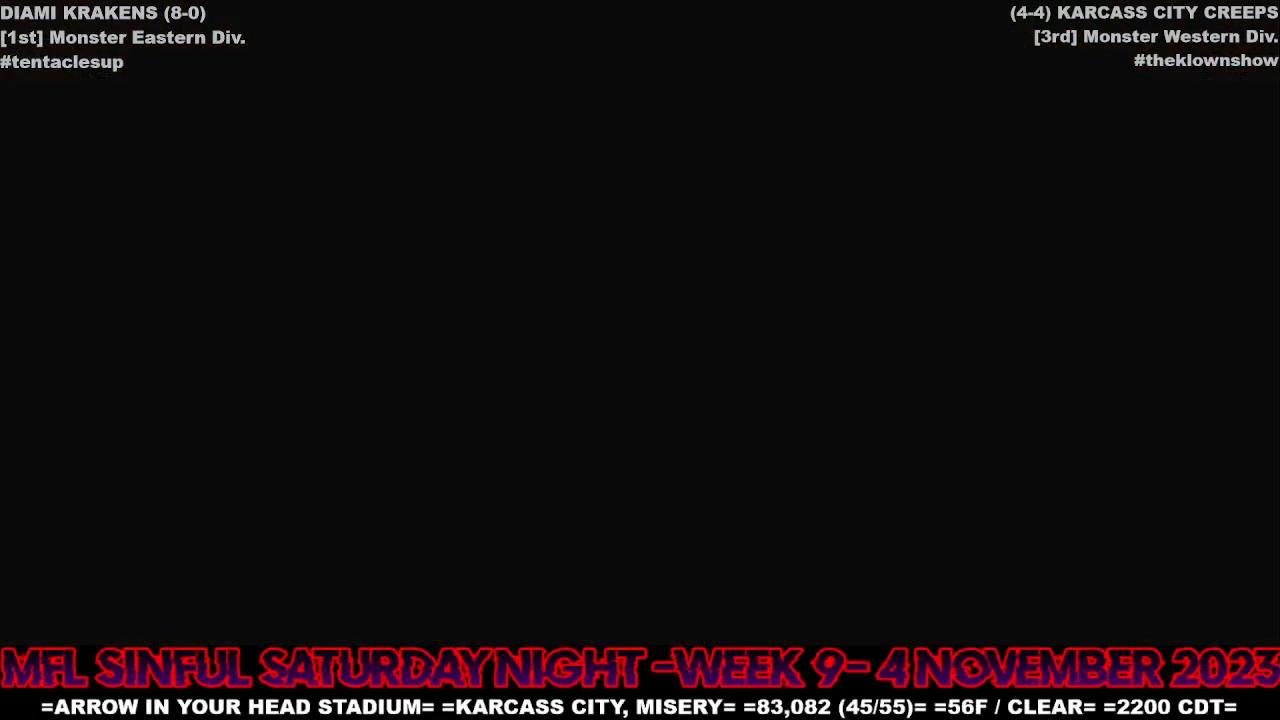 DIAMI KRAKENS (8-0)
[1st] Monster Eastern Div.
#tentaclesup
(4-4) KARCASS CITY CREEPS
[3rd] Monster Western Div.
#theklownshow
MFL SINFUL SATURDAY NIGHT -WEEK 9- 4 NOVEMBER 2023
=ARROW IN YOUR HEAD STADIUM= =KARCASS CITY, MISERY= =83,082 (45/55)= =56F / CLEAR= =2200 CDT=